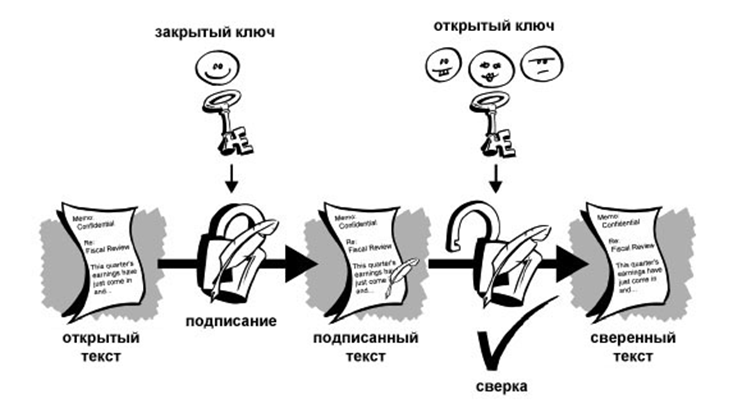 закрытый ключ
открытый ключ
Memo:
Confidential
Re:
Fiscal Review
This quarter's
earnings have
just come in
and...
Memo:
Confidential
Re:
Fiscal Review
This quarter's
earnings ha
just come
and...
Memo:
Confidential
Re:
Fiscal Review
This quarter's
earnings have
just come in
and...
подписание
открытый
текст
подписанный
текст
сверка
сверенный
текст